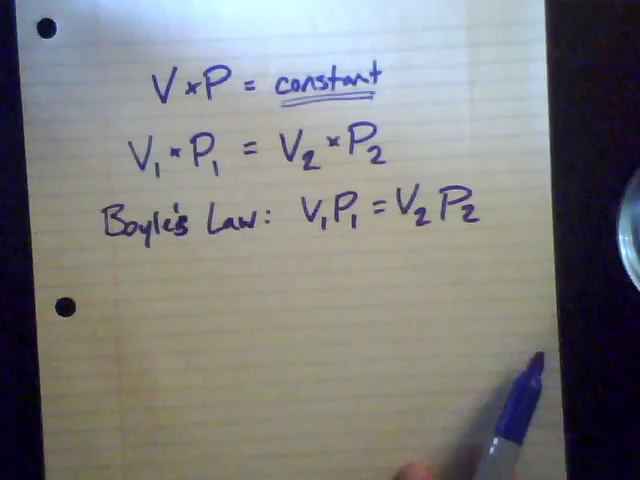 V × P = constant
V₁ × P₁ = V₂ × P₂
Boyle's Law: V₁P₁ = V₂P₂